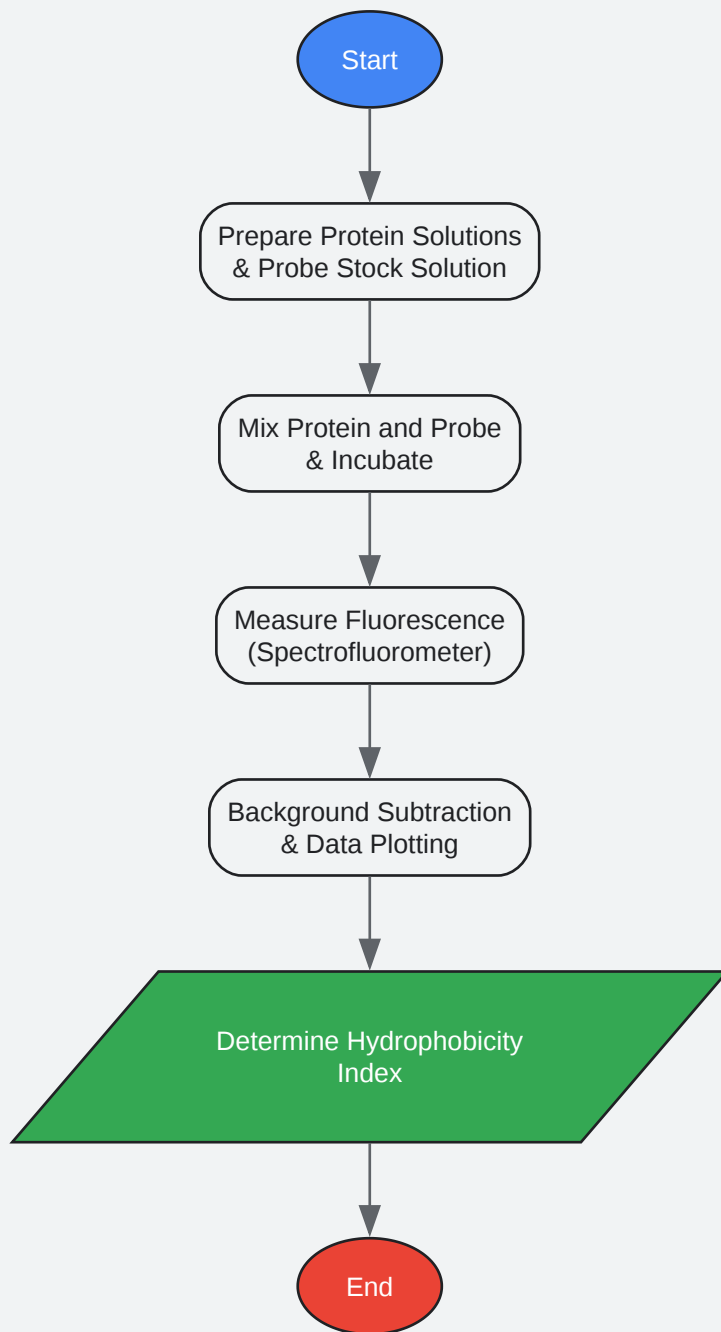 Start
Prepare Protein Solutions
& Probe Stock Solution
Mix Protein and Probe
& Incubate
Measure Fluorescence
(Spectrofluorometer)
Background Subtraction
& Data Plotting
Determine Hydrophobicity
Index
End